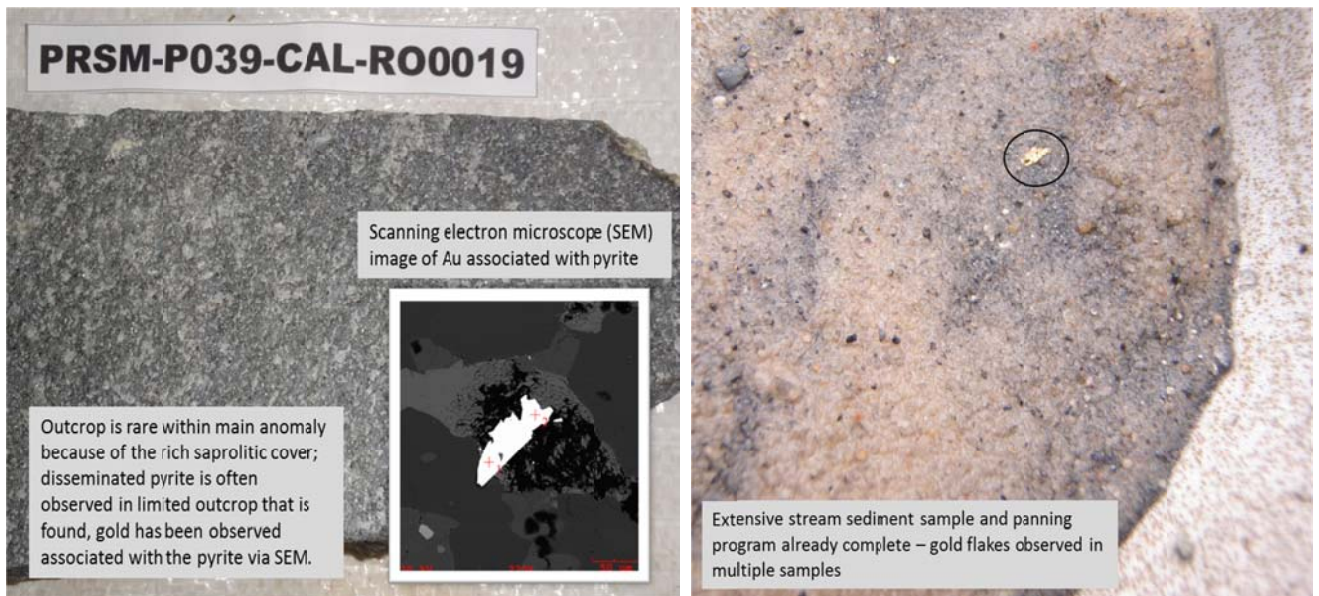 PRSM-P039-CAL-RO0019
Scanning electron microscope (SEM)
image of Au associated with pyrite
Outcrop is rare within main anomaly
because of the rich saprolitic cover;
disseminated pyrite is often
observed in limited outcrop that is
found, gold has been observed
associated with the pyrite via SEM.
Extensive stream sediment sample and panning
program already complete – gold flakes observed in
multiple samples